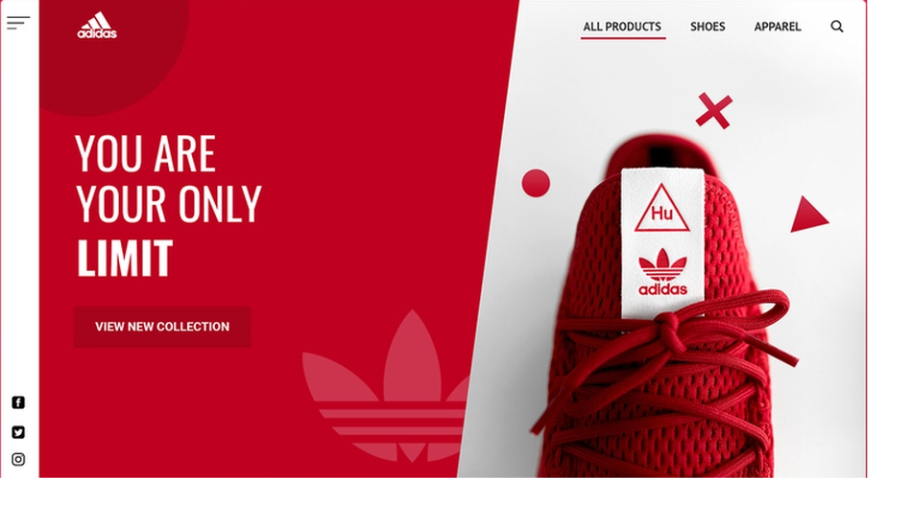 adidas
ALL PRODUCTS SHOES APPAREL
YOU ARE
YOUR ONLY
LIMIT
VIEW NEW COLLECTION
Hu
adidas